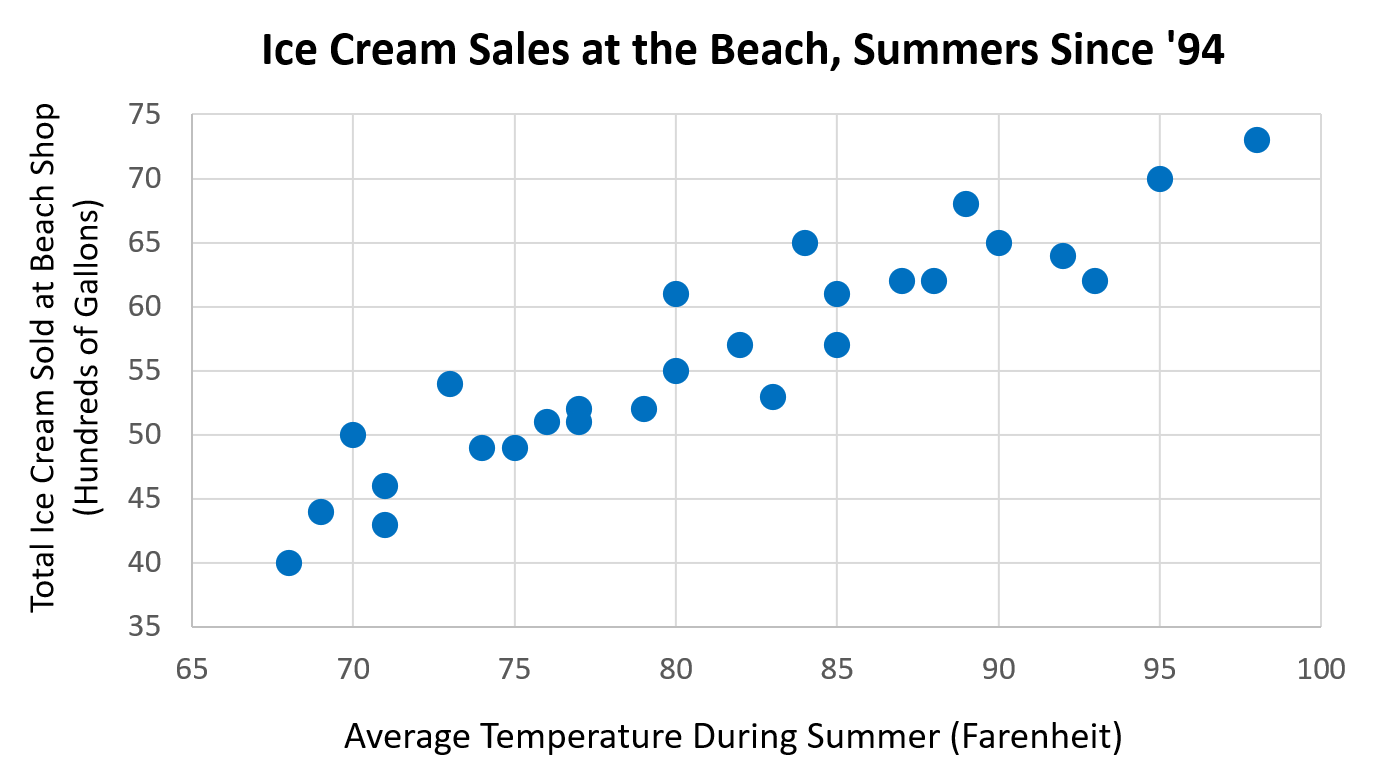 Ice Cream Sales at the Beach, Summers Since '94
Total Ice Cream Sold at Beach Shop
(Hundreds of Gallons)
75
70
65
60
55
50
45
40
35
65 70 75 80 85 90 95 100
Average Temperature During Summer (Farenheit)